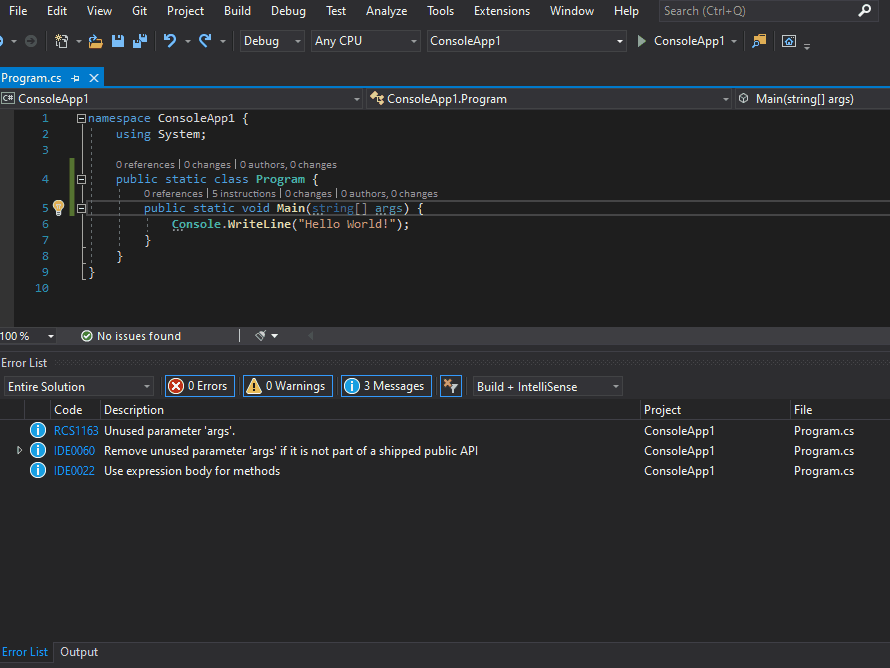 File Edit View Git Project Build Debug Test Analyze Tools Extensions Window Help Search (Ctrl+Q)
Debug Any CPU ConsoleApp1 ConsoleApp1
Program.cs
C# ConsoleApp1 ConsoleApp1.Program Main(string[] args)
1 namespace ConsoleApp1 {
2 using System;
3
0 references | 0 changes | 0 authors, 0 changes
4 public static class Program {
0 references | 5 instructions | 0 changes | 0 authors, 0 changes
5 public static void Main(string[] args) {
6 Console.WriteLine("Hello World!");
7 }
8 }
9 }
10
100 % No issues found
Error List
Entire Solution 0 Errors 0 Warnings 3 Messages Build + IntelliSense
Code Description Project File
RCS1163 Unused parameter 'args'. ConsoleApp1 Program.cs
IDE0060 Remove unused parameter 'args' if it is not part of a shipped public API ConsoleApp1 Program.cs
IDE0022 Use expression body for methods ConsoleApp1 Program.cs
Error List Output